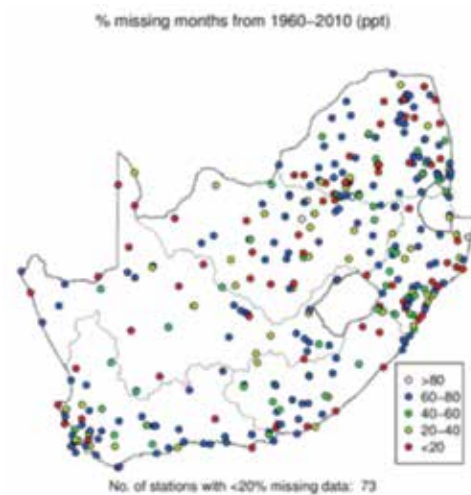 % missing months from 1960–2010 (ppt)
>80
60–80
40–60
20–40
<20
No. of stations with <20% missing data: 73